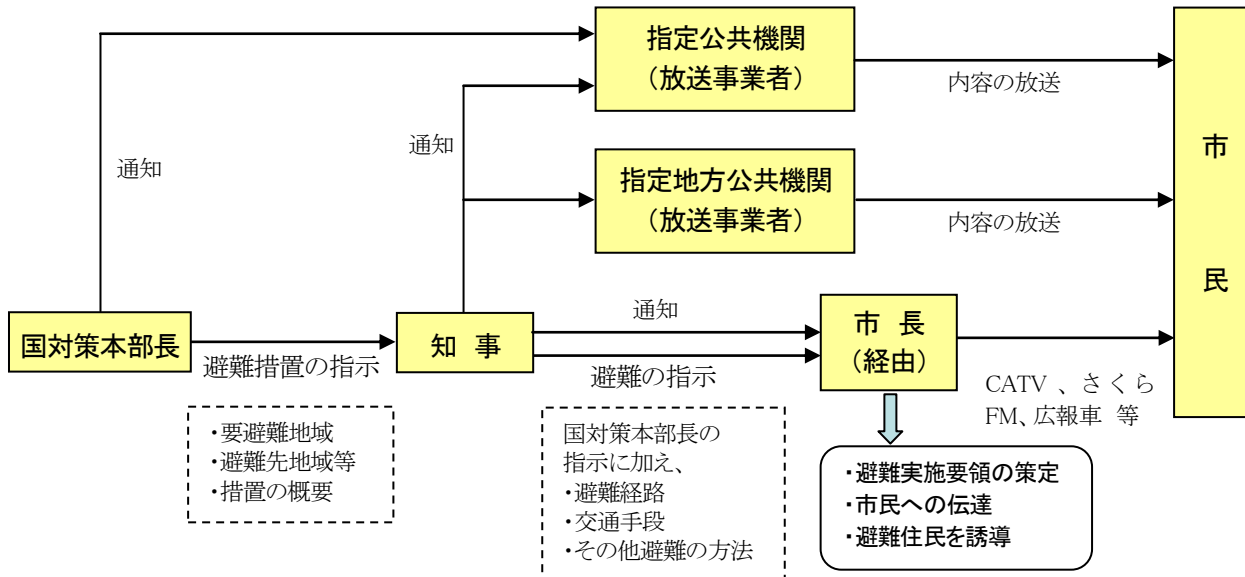 指定公共機関
（放送事業者）
内容の放送
通知
通知
指定地方公共機関
（放送事業者）
内容の放送
市
民
国対策本部長
避難措置の指示
知 事
通知
避難の指示
市 長
（経由）
CATV 、さくら
FM、広報車 等
・要避難地域
・避難先地域等
・措置の概要
国対策本部長の
指示に加え、
・避難経路
・交通手段
・その他避難の方法
・避難実施要領の策定
・市民への伝達
・避難住民を誘導